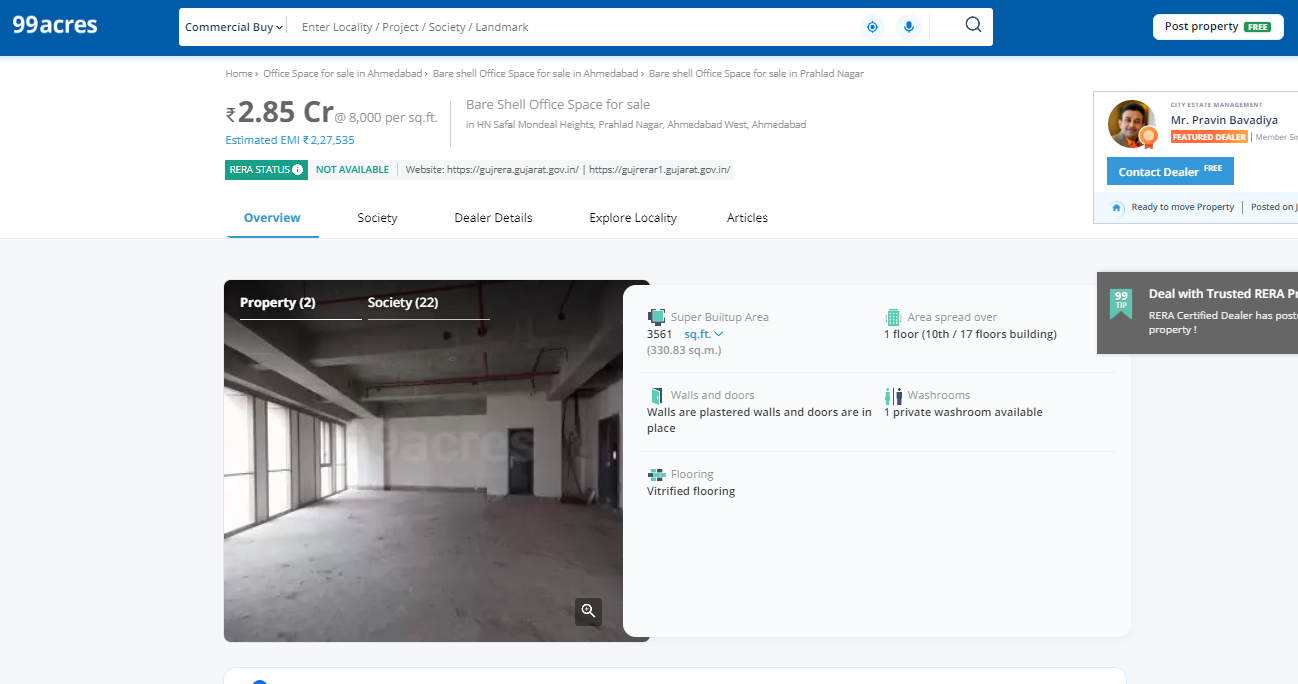 99acres
Commercial Buy
Enter Locality / Project / Society / Landmark
Post property FREE
Home › Office Space for sale in Ahmedabad › Bare shell Office Space for sale in Ahmedabad › Bare shell Office Space for sale in Prahlad Nagar
₹2.85 Cr @ 8,000 per sq.ft.
Estimated EMI ₹ 2,27,535
Bare Shell Office Space for sale
in HN Safal Mondeal Heights, Prahlad Nagar, Ahmedabad West, Ahmedabad
RERA STATUS NOT AVAILABLE Website: https://gujrera.gujarat.gov.in/ | https://gujrerar1.gujarat.gov.in/
CITY ESTATE MANAGEMENT
Mr. Pravin Bavadiya
FEATURED DEALER | Member Si
Contact Dealer FREE
Ready to move Property | Posted on J
Overview Society Dealer Details Explore Locality Articles
Property (2) Society (22)
99acres
Super Builtup Area
3561 sq.ft.
(330.83 sq.m.)
Area spread over
1 floor (10th / 17 floors building)
Walls and doors
Walls are plastered walls and doors are in
place
Washrooms
1 private washroom available
Flooring
Vitrified flooring
99
TIP
Deal with Trusted RERA Pr
RERA Certified Dealer has post
property !